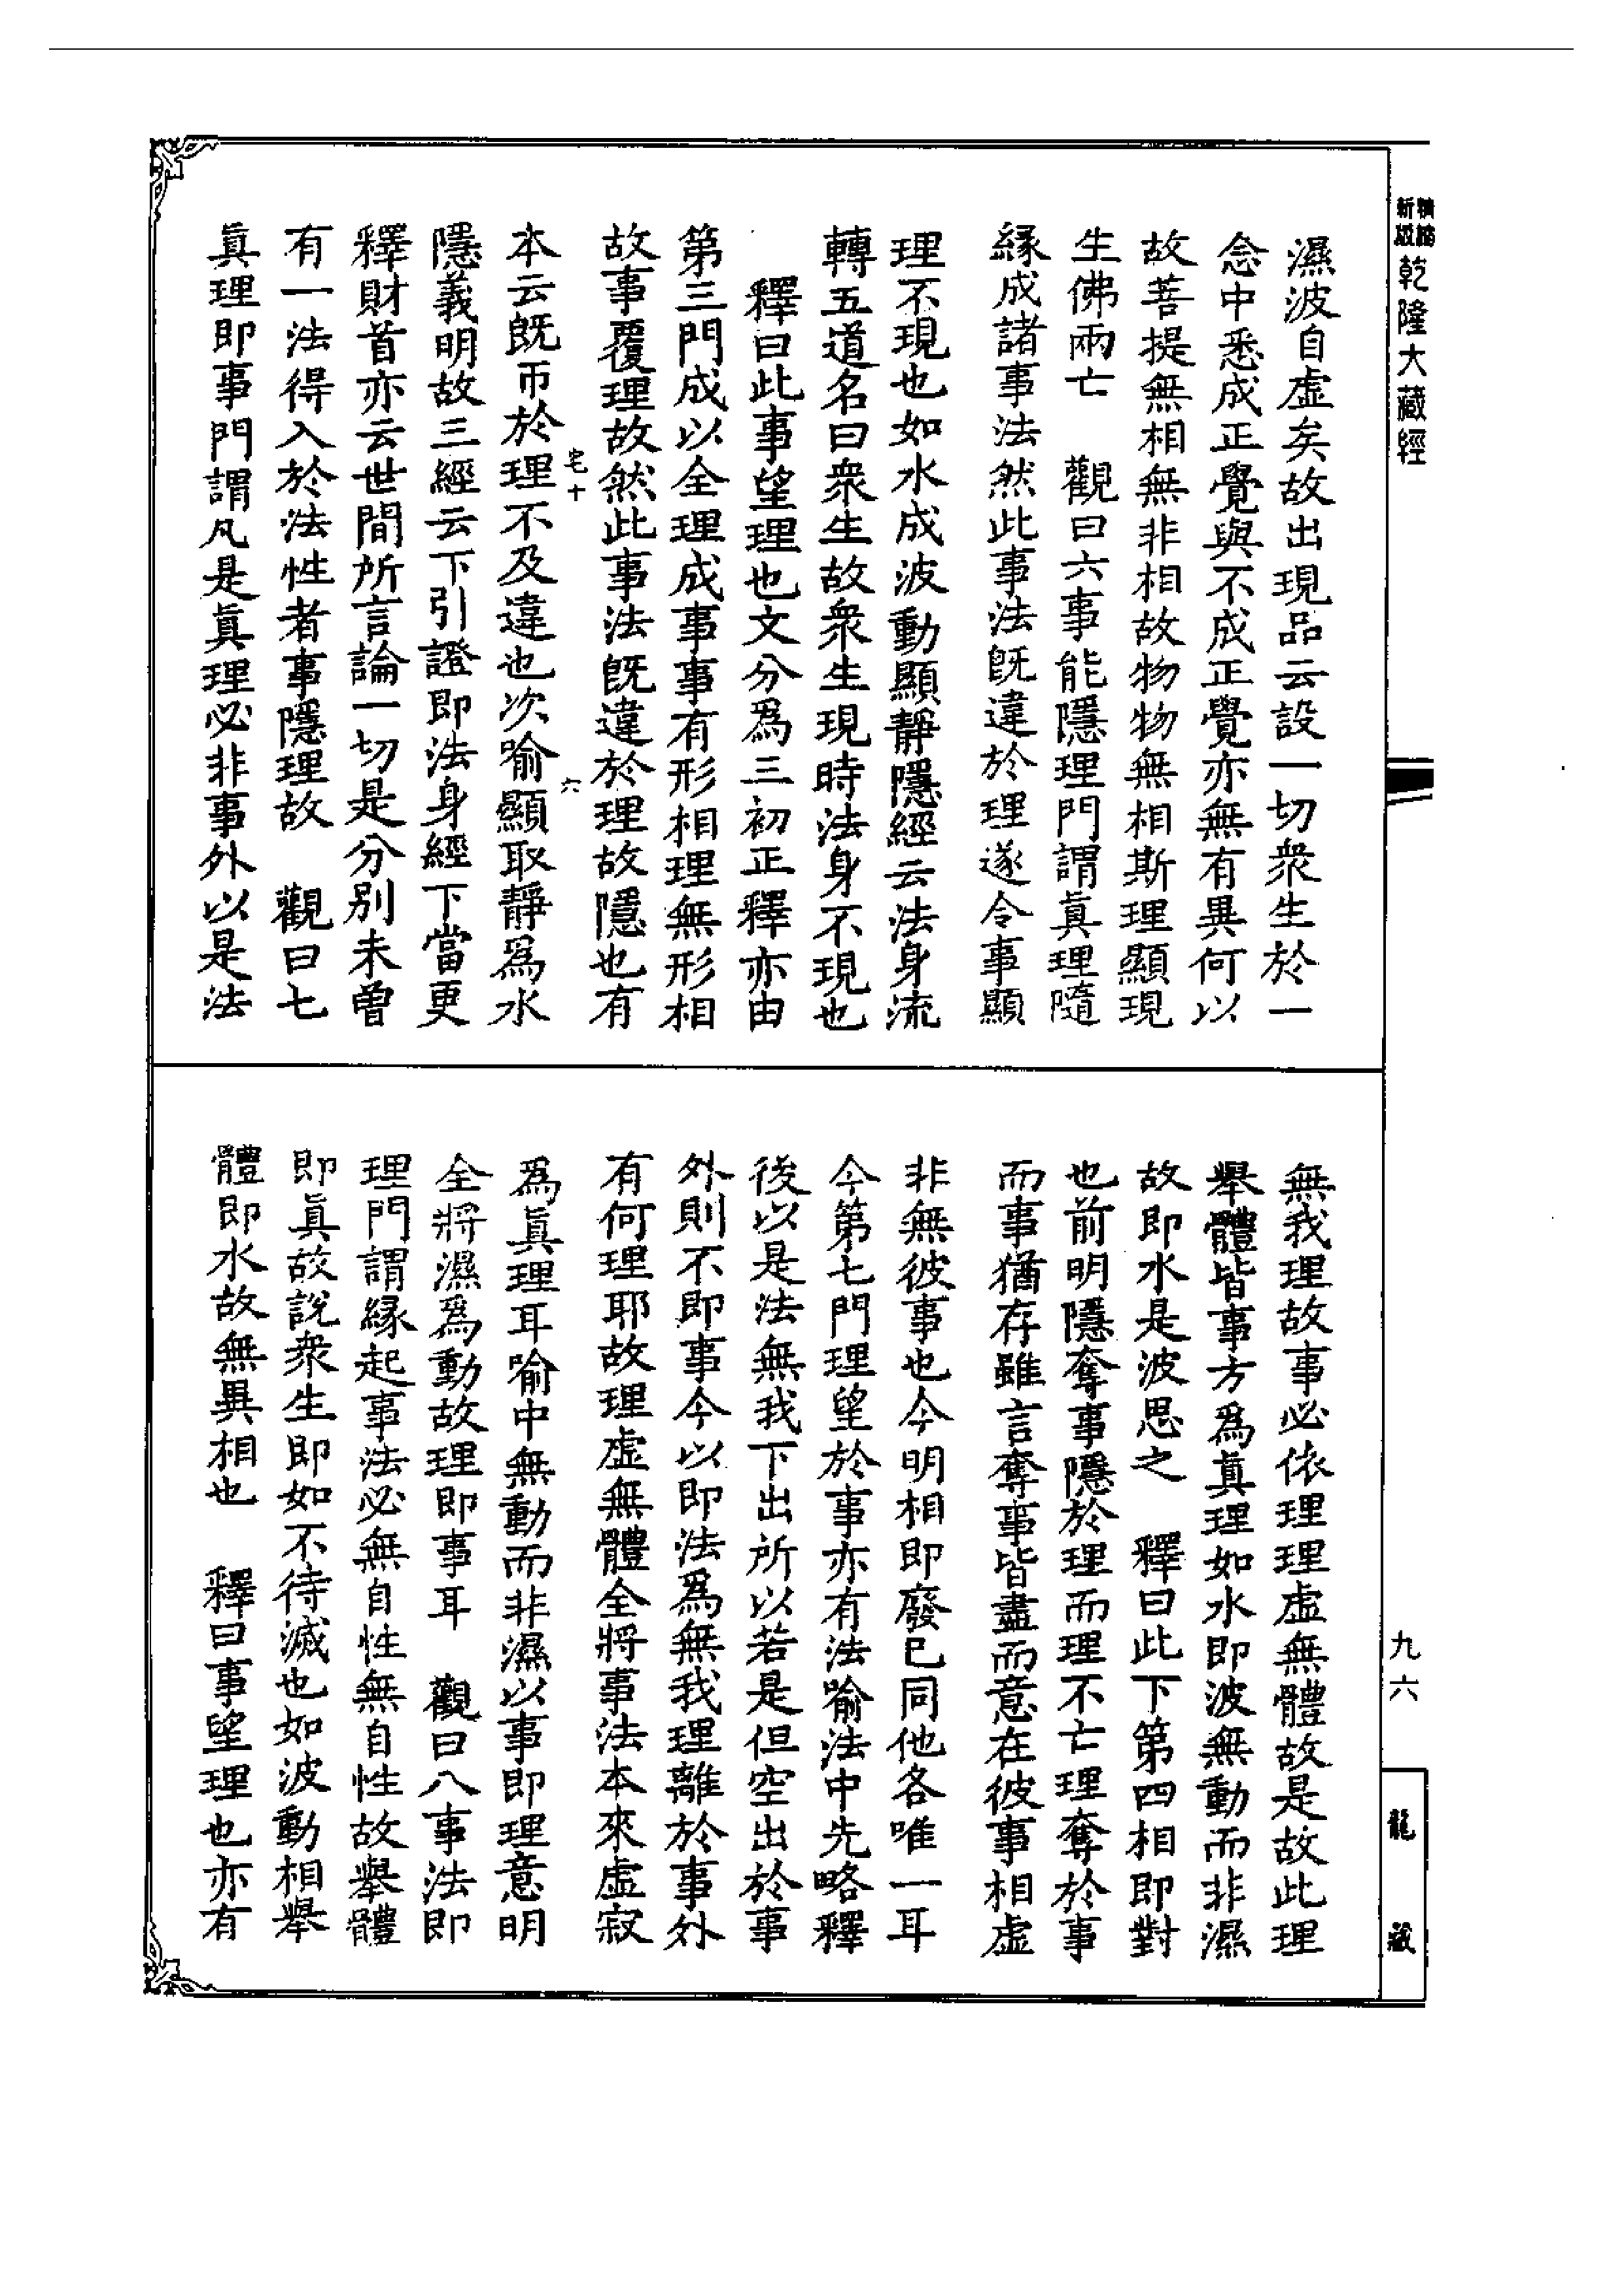 乾隆大藏經
濕波自虛矣故出現品云設一切衆生於一
念中悉成正覺與不成正覺亦無有異何以
故菩提無相無非相故物物無相斯理顯現
生佛兩亡　觀曰六事能隱理門謂眞理隨
緣成諸事法然此事法旣違於理遂令事顯
理不現也如水成波動顯靜隱經云法身流
轉五道名曰衆生故衆生現時法身不現也
釋曰此事望理也文分爲三初正釋亦由
第三門成以全理成事事有形相理無形相
故事覆理故然此事法旣違於理故隱也有
宅十
六
本云旣帀於理不及違也次喻顯取靜爲水
隱義明故三經云下引證即法身經下當更
釋財首亦云世間所言論一切是分別未曾
有一法得入於法性者事隱理故　觀曰七
眞理即事門謂凡是眞理必非事外以是法
無我理故事必依理理虛無體故是故此理
舉體皆事方爲眞理如水即波無動而非濕
故即水是波思之　釋曰此下第四相即對
也前明隱奪事隱於理而理不亡理奪於事
而事猶存雖言奪事皆盡而意在彼事相虛
非無彼事也今明相即廢已同他各唯一耳
今第七門理望於事亦有法喻法中先略釋
後以是法無我下出所以若是但空出於事
外則不即事今以即法爲無我理離於事外
有何理耶故理虛無體全將事法本來虛寂
爲眞理耳喻中無動而非濕以事即理意明
全將濕爲動故理即事耳　觀曰八事法即
理門謂緣起事法必無自性無自性故舉體
即眞故說衆生即如不待滅也如波動相舉
體即水故無異相也　釋曰事望理也亦有
九六
龍藏